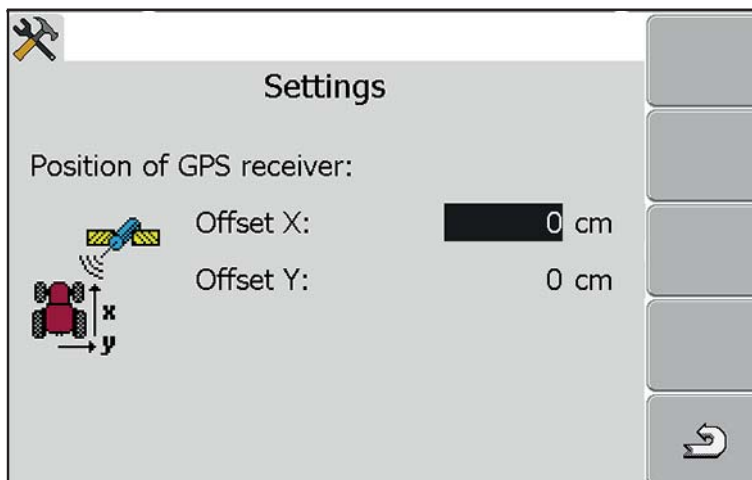 Settings
Position of GPS receiver:
Offset X: 0 cm
Offset Y: 0 cm
x
y